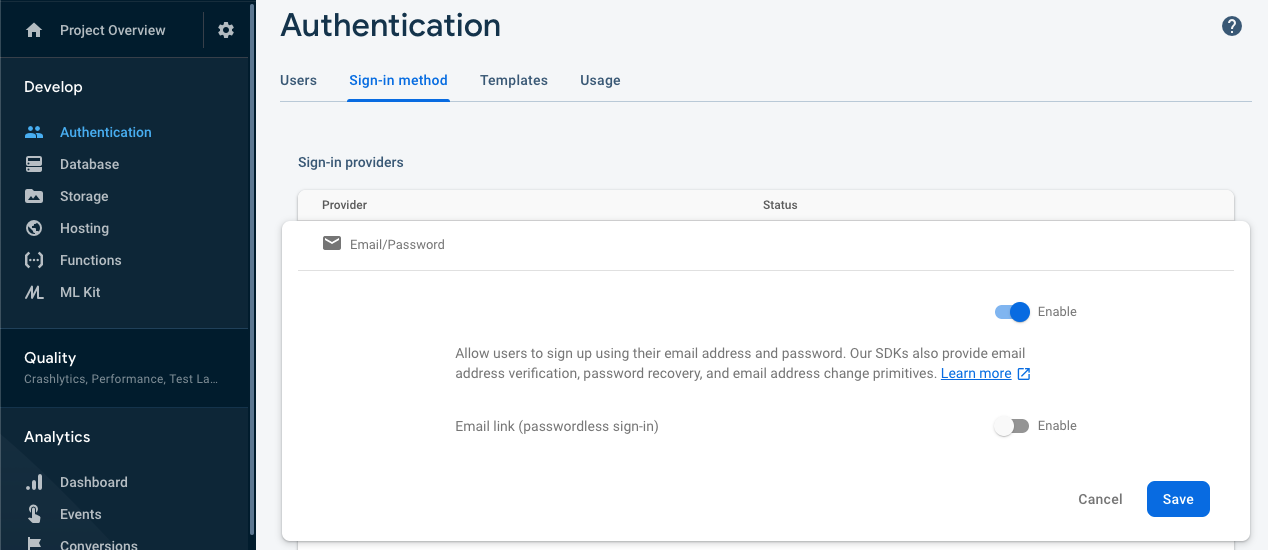 Project Overview
Develop
Authentication
Database
Storage
Hosting
Functions
ML Kit
Quality
Crashlytics, Performance, Test La...
Analytics
Dashboard
Events
Conversions
Authentication
Users Sign-in method Templates Usage
Sign-in providers
Provider Status
Email/Password
Enable
Allow users to sign up using their email address and password. Our SDKs also provide email
address verification, password recovery, and email address change primitives. Learn more
Email link (passwordless sign-in) Enable
Cancel Save